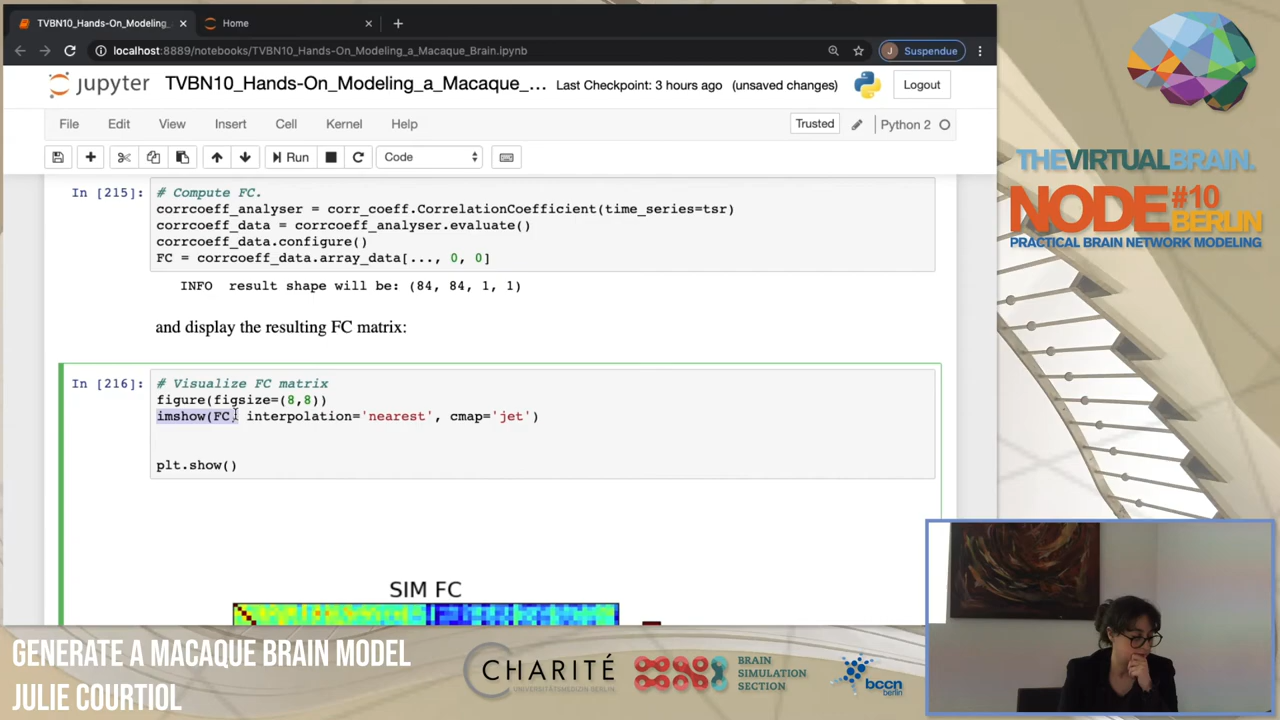 TVBN10_Hands-On_Modeling_
Home
localhost:8889/notebooks/TVBN10_Hands-On_Modeling_a_Macaque_Brain.ipynb
J
Suspendue
jupyter
TVBN10_Hands-On_Modeling_a_Macaque_...
Last Checkpoint: 3 hours ago
(unsaved changes)
Logout
File
Edit
View
Insert
Cell
Kernel
Help
Trusted
Python 2
Run
Code
In [215]:
# Compute FC.
corrcoeff_analyser = corr_coeff.CorrelationCoefficient(time_series=tsr)
corrcoeff_data = corrcoeff_analyser.evaluate()
corrcoeff_data.configure()
FC = corrcoeff_data.array_data[..., 0, 0]
INFO result shape will be: (84, 84, 1, 1)
and display the resulting FC matrix:
In [216]:
# Visualize FC matrix
figure(figsize=(8,8))
imshow(FC, interpolation='nearest', cmap='jet')
plt.show()
SIM FC
THEVIRTUALBRAIN.
NODE #10
BERLIN
PRACTICAL BRAIN NETWORK MODELING
GENERATE A MACAQUE BRAIN MODEL
JULIE COURTIOL
CHARITÉ
UNIVERSITÄTSMEDIZIN BERLIN
BRAIN
SIMULATION
SECTION
bccn
berlin